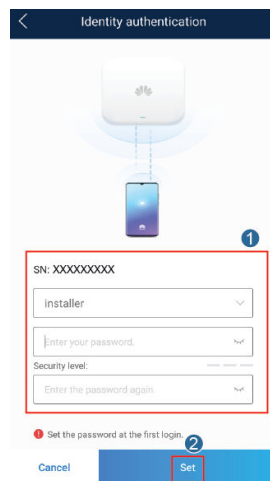 Identity authentication
1
SN: XXXXXXXXX
installer
Enter your password.
Security level:
Enter the password again
Set the password at the first login.
2
Cancel
Set